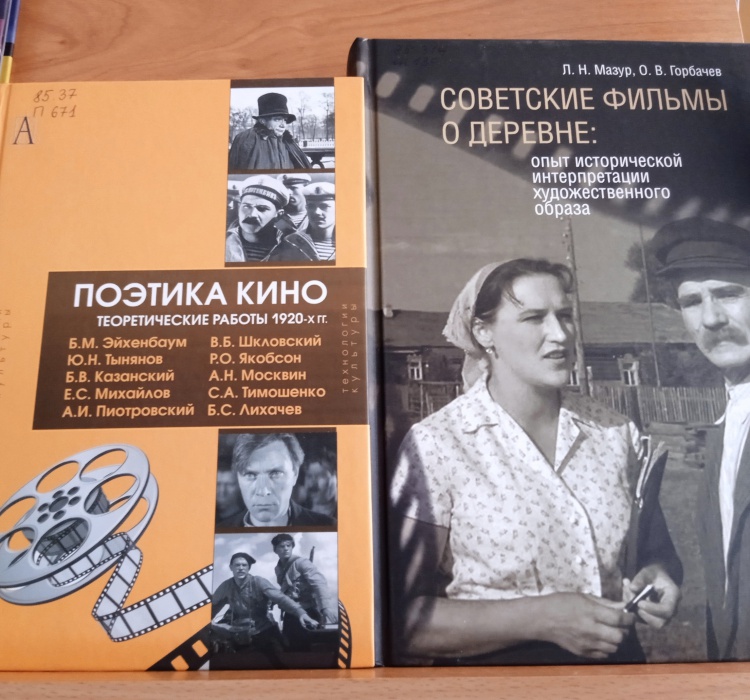 85.37
П 671
А
ПОЭТИКА КИНО
ТЕОРЕТИЧЕСКИЕ РАБОТЫ 1920-х гг.
Б.М. Эйхенбаум
Ю.Н. Тынянов
Б.В. Казанский
Е.С. Михайлов
А.И. Пиотровский
В.Б. Шкловский
Р.О. Якобсон
А.Н. Москвин
С.А. Тимошенко
Б.С. Лихачев
технологии
культуры
культуры
Л. Н. Мазур, О. В. Горбачев
СОВЕТСКИЕ ФИЛЬМЫ
О ДЕРЕВНЕ:
опыт исторической
интерпретации
художественного
образа